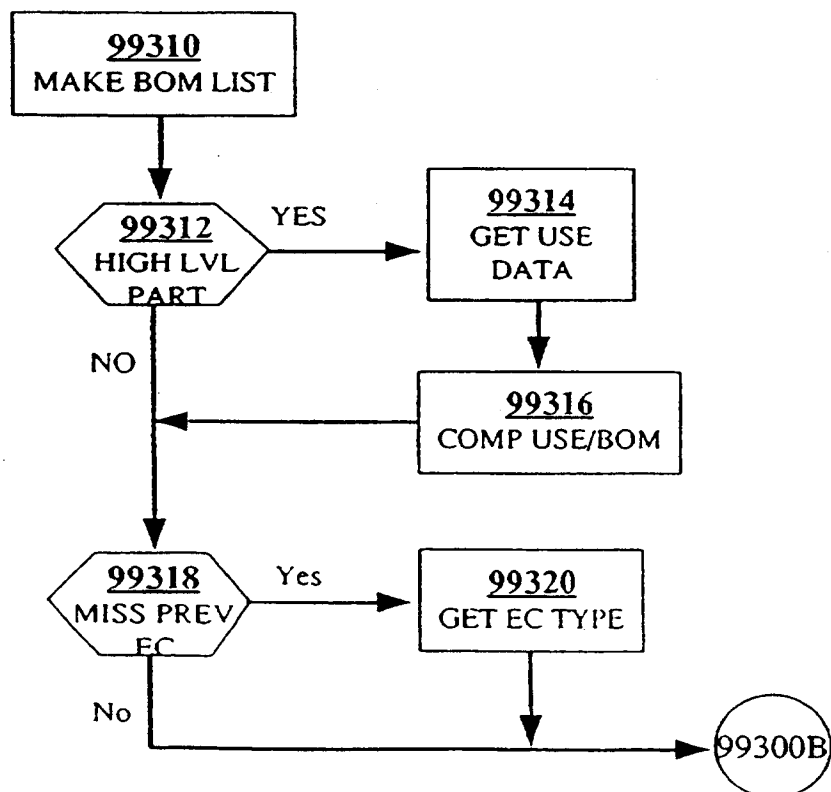 99310
MAKE BOM LIST
99312
HIGH LVL
PART
YES
99314
GET USE
DATA
NO
99316
COMP USE/BOM
99318
MISS PREV
EC
Yes
99320
GET EC TYPE
No
99300B